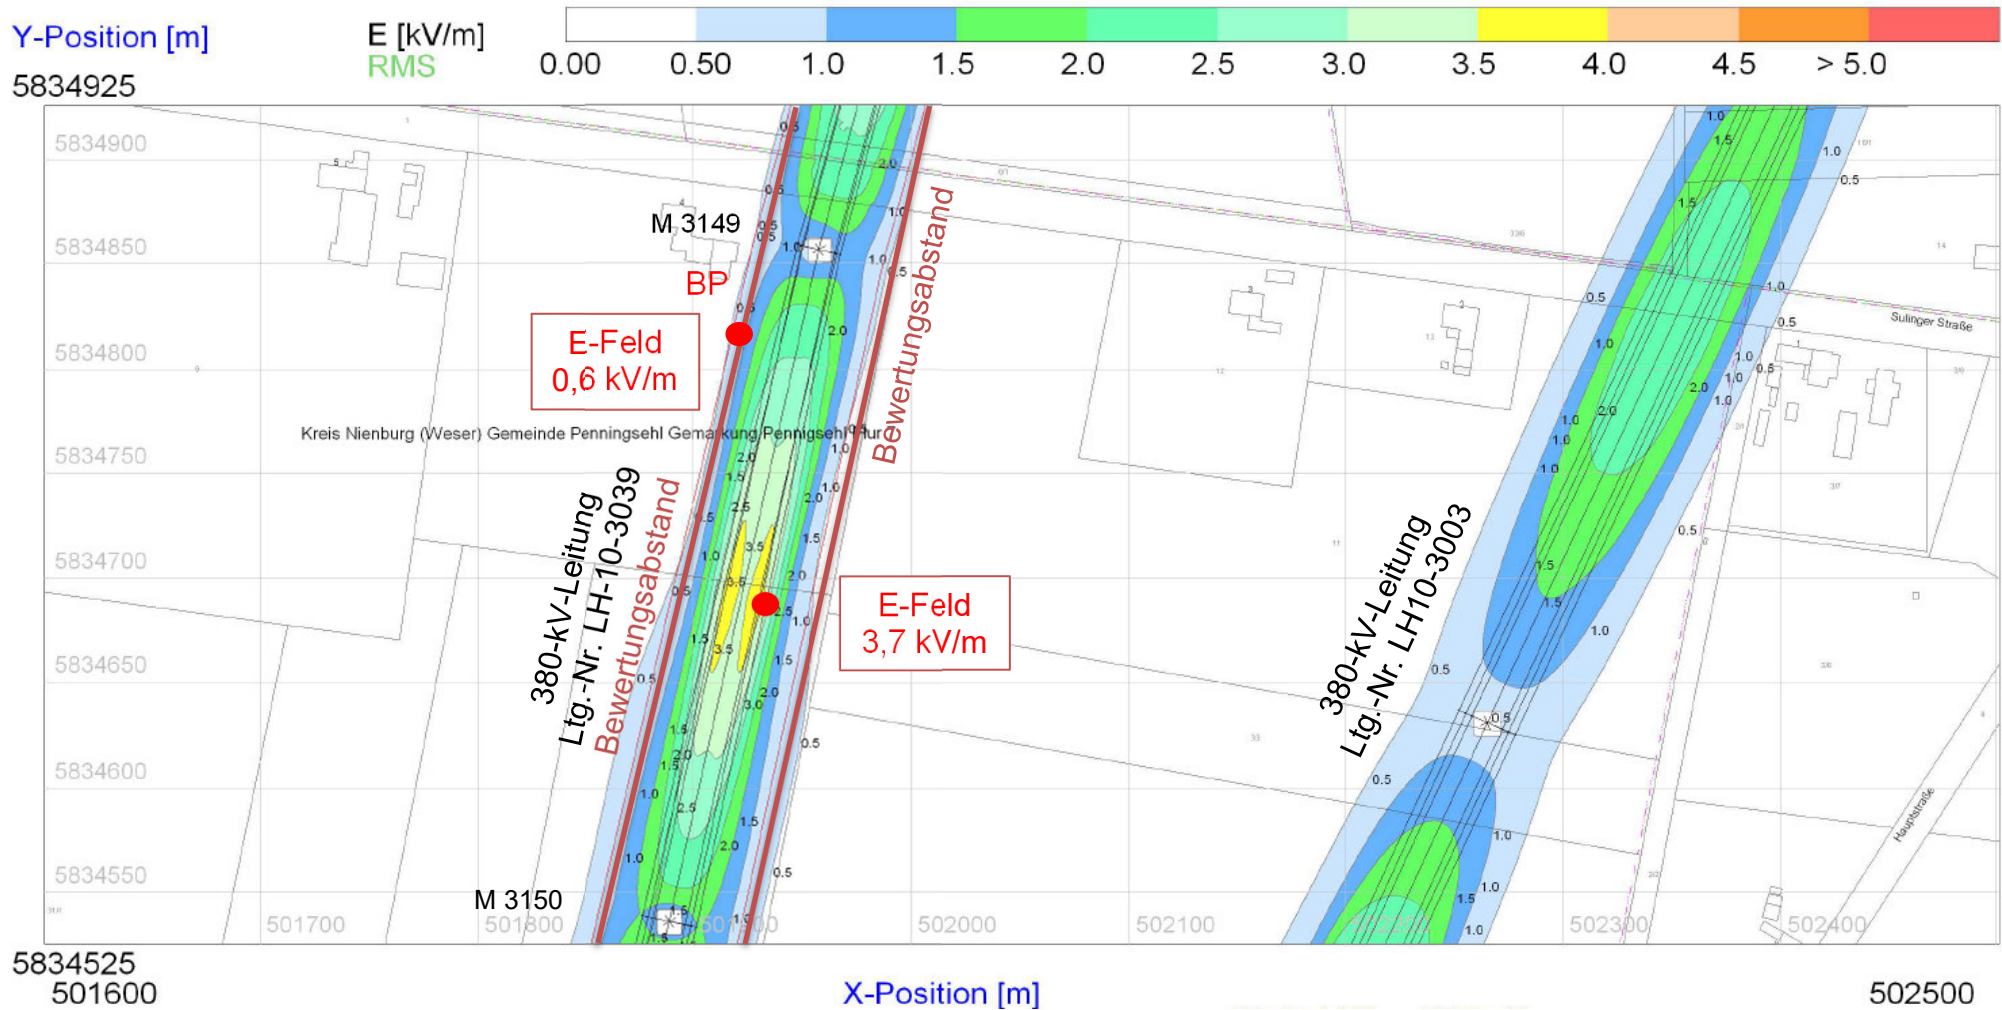 Y-Position [m]
E [kV/m]
RMS
0.00 0.50 1.0 1.5 2.0 2.5 3.0 3.5 4.0 4.5 > 5.0
5834925
5834900
5834850
5834800
5834750
5834700
5834650
5834600
5834550
M 3149
BP
E-Feld
0,6 kV/m
Bewertungsabstand
Kreis Nienburg (Weser) Gemeinde Penningsehl Gemarkung Pennigsehl Flur
380-kV-Leitung
Ltg.-Nr. LH-10-3039
Bewertungsabstand
E-Feld
3,7 kV/m
380-kV-Leitung
Ltg.-Nr. LH10-3003
Sulinger Straße
Hauptstraße
M 3150
501700 501800 501900 502000 502100 502200 502300 502400
5834525
501600
X-Position [m]
502500